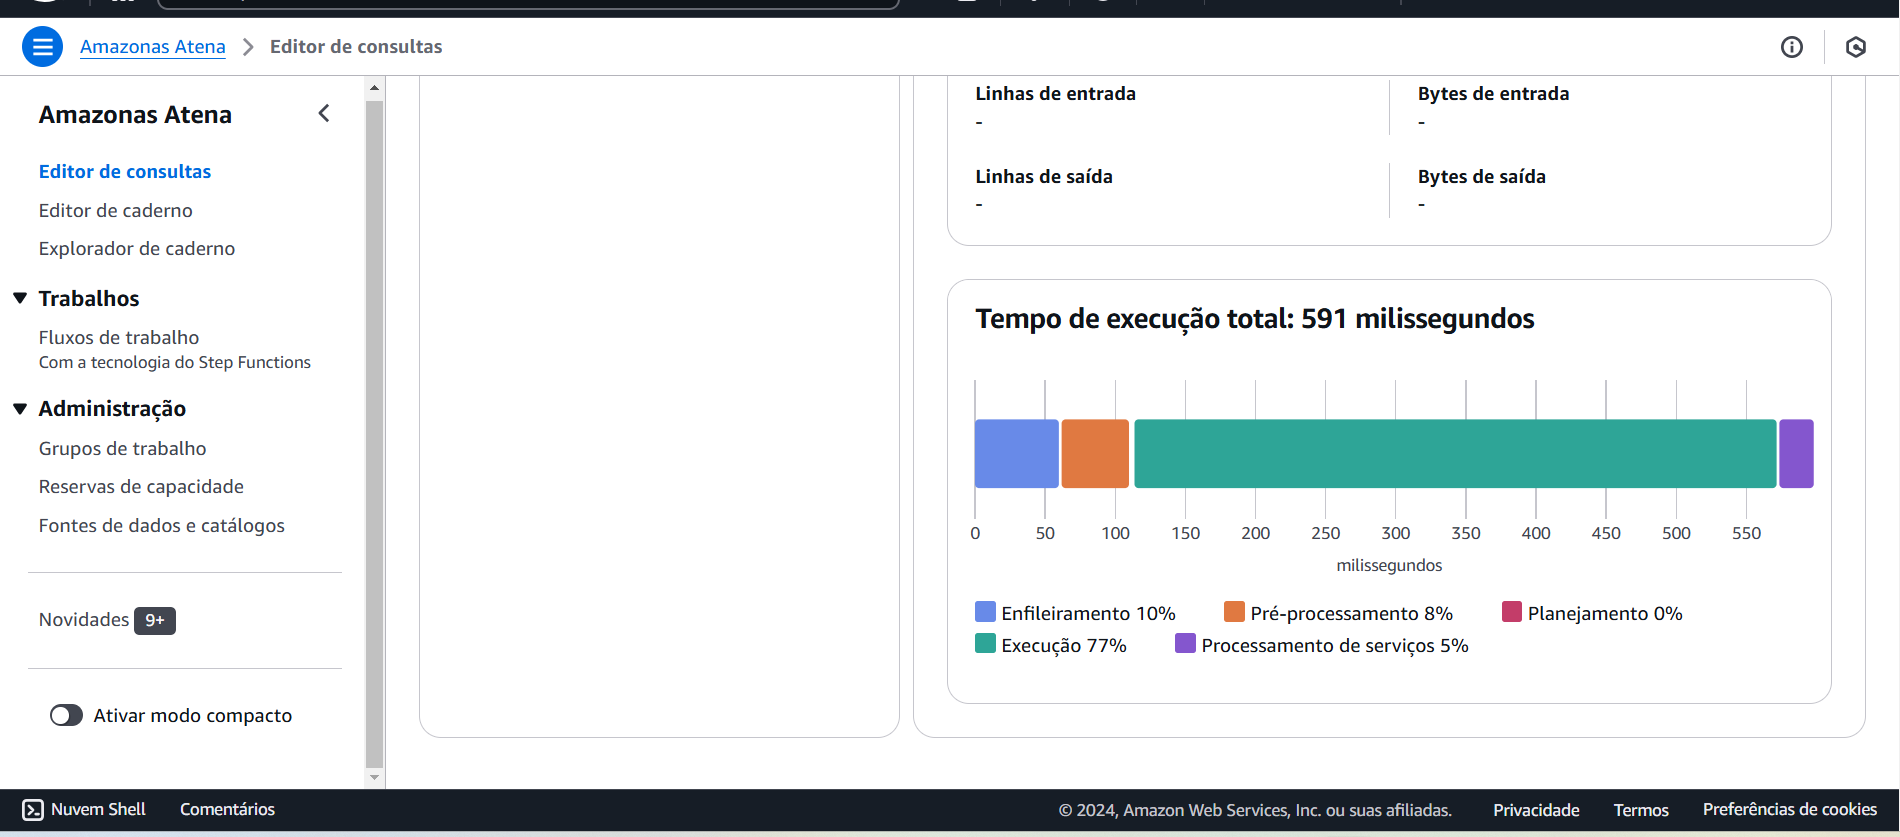 Amazonas Atena > Editor de consultas
Amazonas Atena
Editor de consultas
Editor de caderno
Explorador de caderno
Trabalhos
Fluxos de trabalho
Com a tecnologia do Step Functions
Administração
Grupos de trabalho
Reservas de capacidade
Fontes de dados e catálogos
Novidades 9+
Ativar modo compacto
Linhas de entrada
-
Bytes de entrada
-
Linhas de saída
-
Bytes de saída
-
Tempo de execução total: 591 milissegundos
0 50 100 150 200 250 300 350 400 450 500 550
milissegundos
Enfileiramento 10% Pré-processamento 8% Planejamento 0%
Execução 77% Processamento de serviços 5%
Nuvem Shell Comentários © 2024, Amazon Web Services, Inc. ou suas afiliadas. Privacidade Termos Preferências de cookies